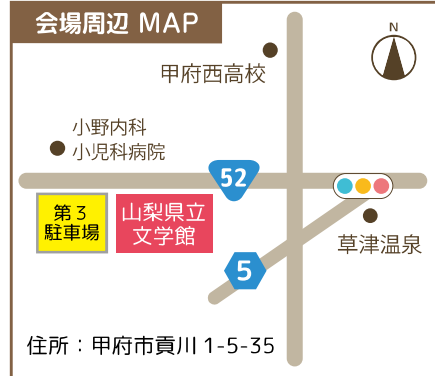 会場周辺 MAP
N
甲府西高校
小野内科
小児科病院
52
第3
駐車場
山梨県立
文学館
草津温泉
5
住所：甲府市貢川 1-5-35